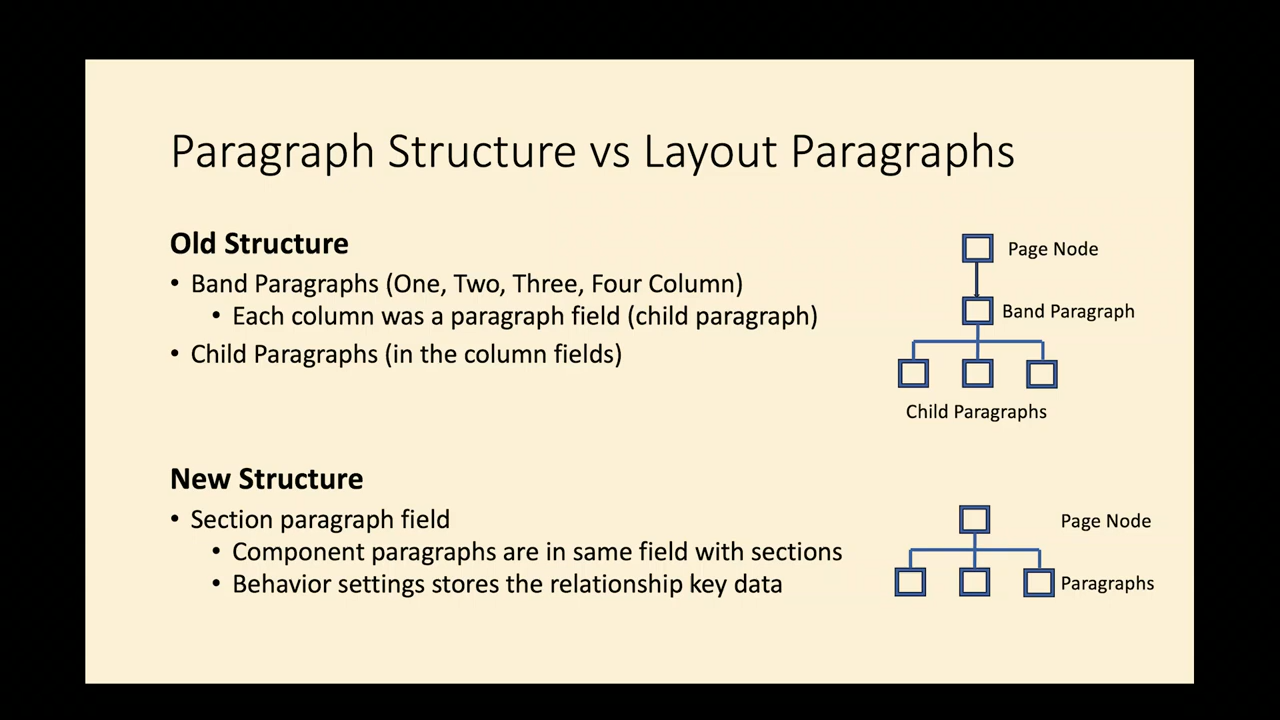 Paragraph Structure vs Layout Paragraphs
Old Structure
• Band Paragraphs (One, Two, Three, Four Column)
• Each column was a paragraph field (child paragraph)
• Child Paragraphs (in the column fields)
Page Node
Band Paragraph
Child Paragraphs
New Structure
• Section paragraph field
• Component paragraphs are in same field with sections
• Behavior settings stores the relationship key data
Page Node
Paragraphs